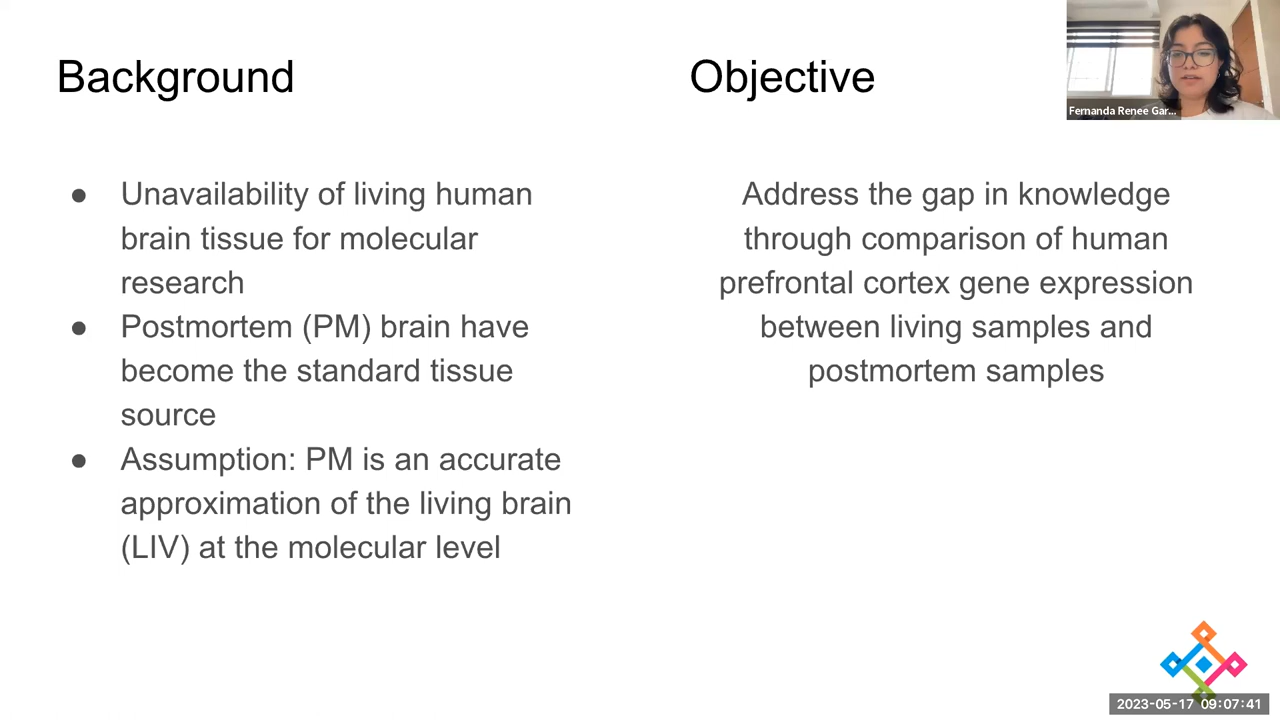 Background
Unavailability of living human
brain tissue for molecular
research
Postmortem (PM) brain have
become the standard tissue
source
Assumption: PM is an accurate
approximation of the living brain
(LIV) at the molecular level
Objective
Address the gap in knowledge
through comparison of human
prefrontal cortex gene expression
between living samples and
postmortem samples
Fernanda Renee Gar...
2023-05-17 09:07:41